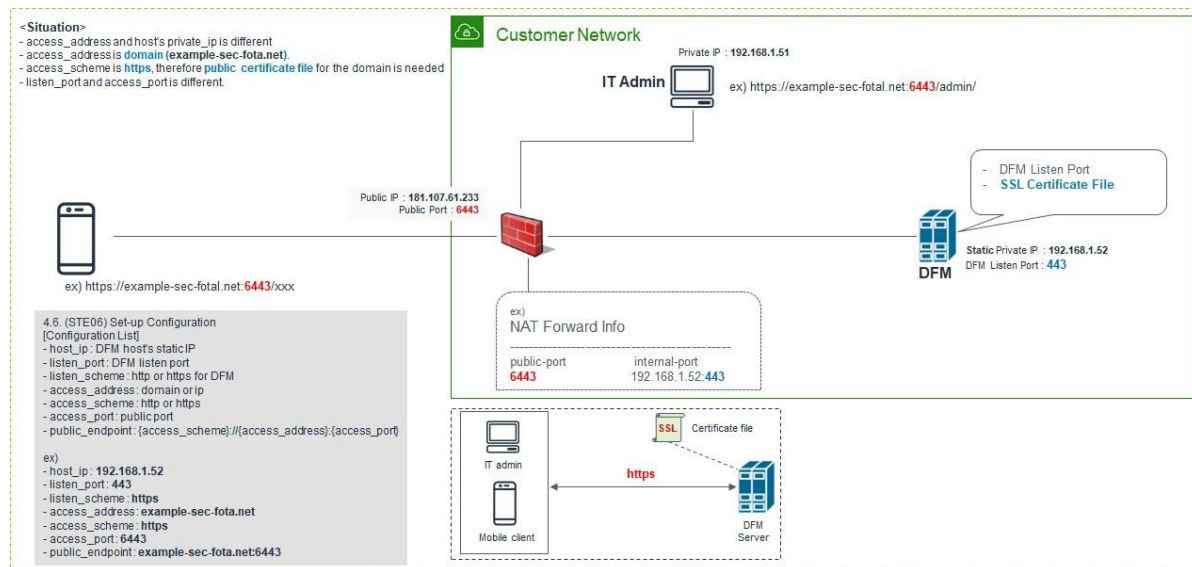 <Situation>
- access_address and host's private_ip is different
- access_address is domain (example-sec-fota.net).
- access_scheme is https, therefore public certificate file for the domain is needed
- listen_port and access_port is different.
Customer Network
Private IP : 192.168.1.51
IT Admin
ex) https://example-sec-fotal.net:6443/admin/
- DFM Listen Port
- SSL Certificate File
Public IP : 181.107.61.233
Public Port : 6443
Static Private IP : 192.168.1.52
DFM Listen Port : 443
DFM
ex) https://example-sec-fotal.net:6443/xxx
ex)
NAT Forward Info
public-port internal-port
6443 192.168.1.52:443
4.6. (STE06) Set-up Configuration
[Configuration List]
- host_ip : DFM host's static IP
- listen_port : DFM listen port
- listen_scheme : http or https for DFM
- access_address : domain or ip
- access_scheme : http or https
- access_port : public port
- public_endpoint : {access_scheme}://{access_address}:{access_port}
ex)
- host_ip : 192.168.1.52
- listen_port : 443
- listen_scheme : https
- access_address : example-sec-fota.net
- access_scheme : https
- access_port : 6443
- public_endpoint : example-sec-fota.net:6443
IT admin
Mobile client
https
SSL
Certificate file
DFM
Server